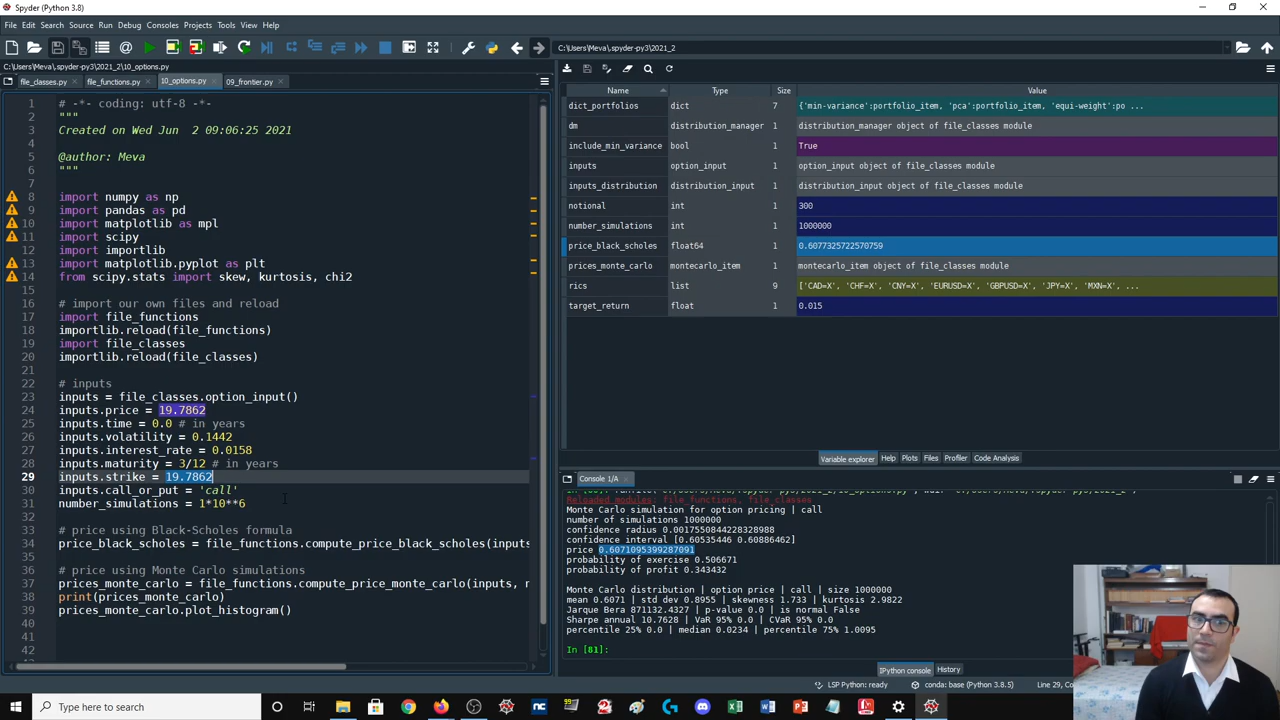 Spyder (Python 3.8)
File Edit Search Source Run Debug Consoles Projects Tools View Help
C:\Users\Meva\.spyder-py3\2021_2
C:\Users\Meva\.spyder-py3\2021_2\10_options.py
file_classes.py file_functions.py 10_options.py 09_frontier.py
1 # -*- coding: utf-8 -*-
2 """
3 Created on Wed Jun  2 09:06:25 2021
4
5 @author: Meva
6 """
7
8 import numpy as np
9 import pandas as pd
10 import matplotlib as mpl
11 import scipy
12 import importlib
13 import matplotlib.pyplot as plt
14 from scipy.stats import skew, kurtosis, chi2
15
16 # import our own files and reload
17 import file_functions
18 importlib.reload(file_functions)
19 import file_classes
20 importlib.reload(file_classes)
21
22 # inputs
23 inputs = file_classes.option_input()
24 inputs.price = 19.7862
25 inputs.time = 0.0 # in years
26 inputs.volatility = 0.1442
27 inputs.interest_rate = 0.0158
28 inputs.maturity = 3/12 # in years
29 inputs.strike = 19.7862
30 inputs.call_or_put = 'call'
31 number_simulations = 1*10**6
32
33 # price using Black-Scholes formula
34 price_black_scholes = file_functions.compute_price_black_scholes(inputs
35
36 # price using Monte Carlo simulations
37 prices_monte_carlo = file_functions.compute_price_monte_carlo(inputs, n
38 print(prices_monte_carlo)
39 prices_monte_carlo.plot_histogram()
40
41
42
Name Type Size Value
dict_portfolios dict 7 {'min-variance':portfolio_item, 'pca':portfolio_item, 'equi-weight':po ...
dm distribution_manager 1 distribution_manager object of file_classes module
include_min_variance bool 1 True
inputs option_input 1 option_input object of file_classes module
inputs_distribution distribution_input 1 distribution_input object of file_classes module
notional int 1 300
number_simulations int 1 1000000
price_black_scholes float64 1 0.6077325722570759
prices_monte_carlo montecarlo_item 1 montecarlo_item object of file_classes module
rics list 9 ['CAD=X', 'CHF=X', 'CNY=X', 'EURUSD=X', 'GBPUSD=X', 'JPY=X', 'MXN=X', ...
target_return float 1 0.015
Variable explorer Help Plots Files Profiler Code Analysis
Console 1/A
Reloaded modules: file_functions, file_classes
Monte Carlo simulation for option pricing | call
number of simulations 1000000
confidence radius 0.0017550844228328988
confidence interval [0.60535446 0.60886462]
price 0.6071095399287091
probability of exercise 0.506671
probability of profit 0.343432
Monte Carlo distribution | option price | call | size 1000000
mean 0.6071 | std dev 0.8955 | skewness 1.733 | kurtosis 2.9822
Jarque Bera 871132.4327 | p-value 0.0 | is normal False
Sharpe annual 10.7628 | VaR 95% 0.0 | CVaR 95% 0.0
percentile 25% 0.0 | median 0.0234 | percentile 75% 1.0095
In [81]:
IPython console History
LSP Python: ready conda: base (Python 3.8.5) Line 29, Co
Type here to search